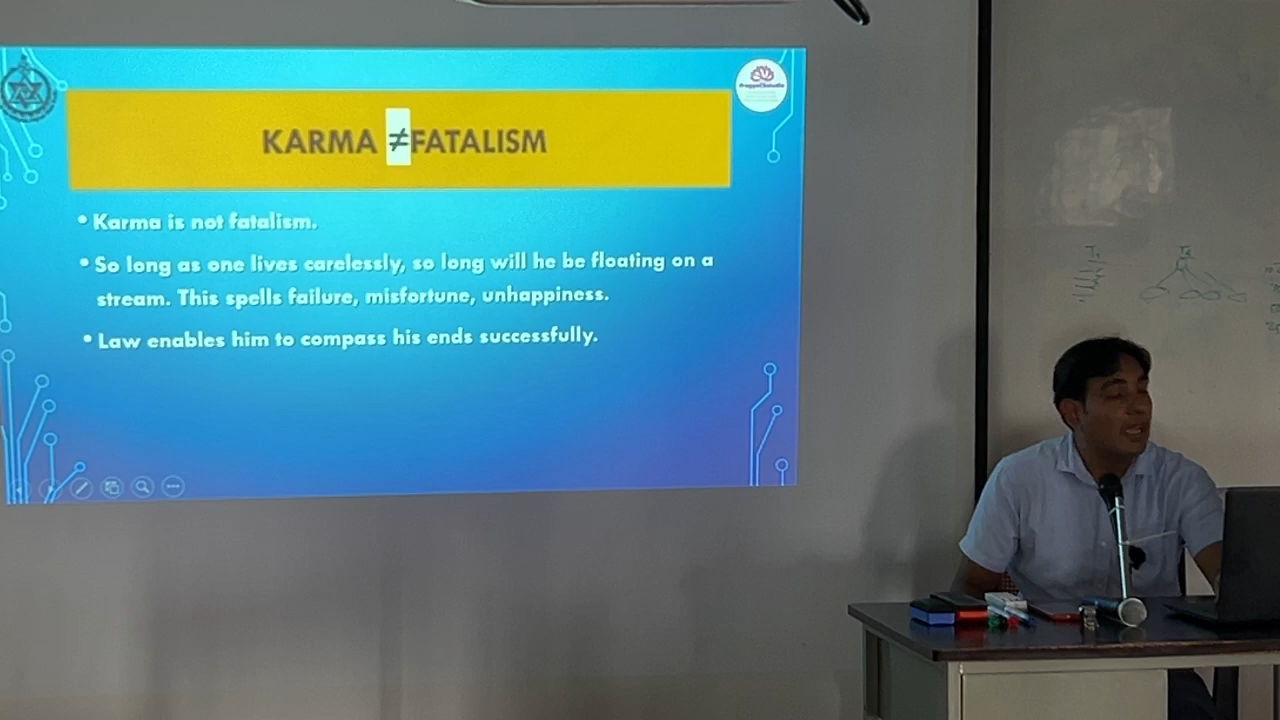 KARMA ≠FATALISM
• Karma is not fatalism.
• So long as one lives carelessly, so long will he be floating on a
stream. This spells failure, misfortune, unhappiness.
• Law enables him to compass his ends successfully.